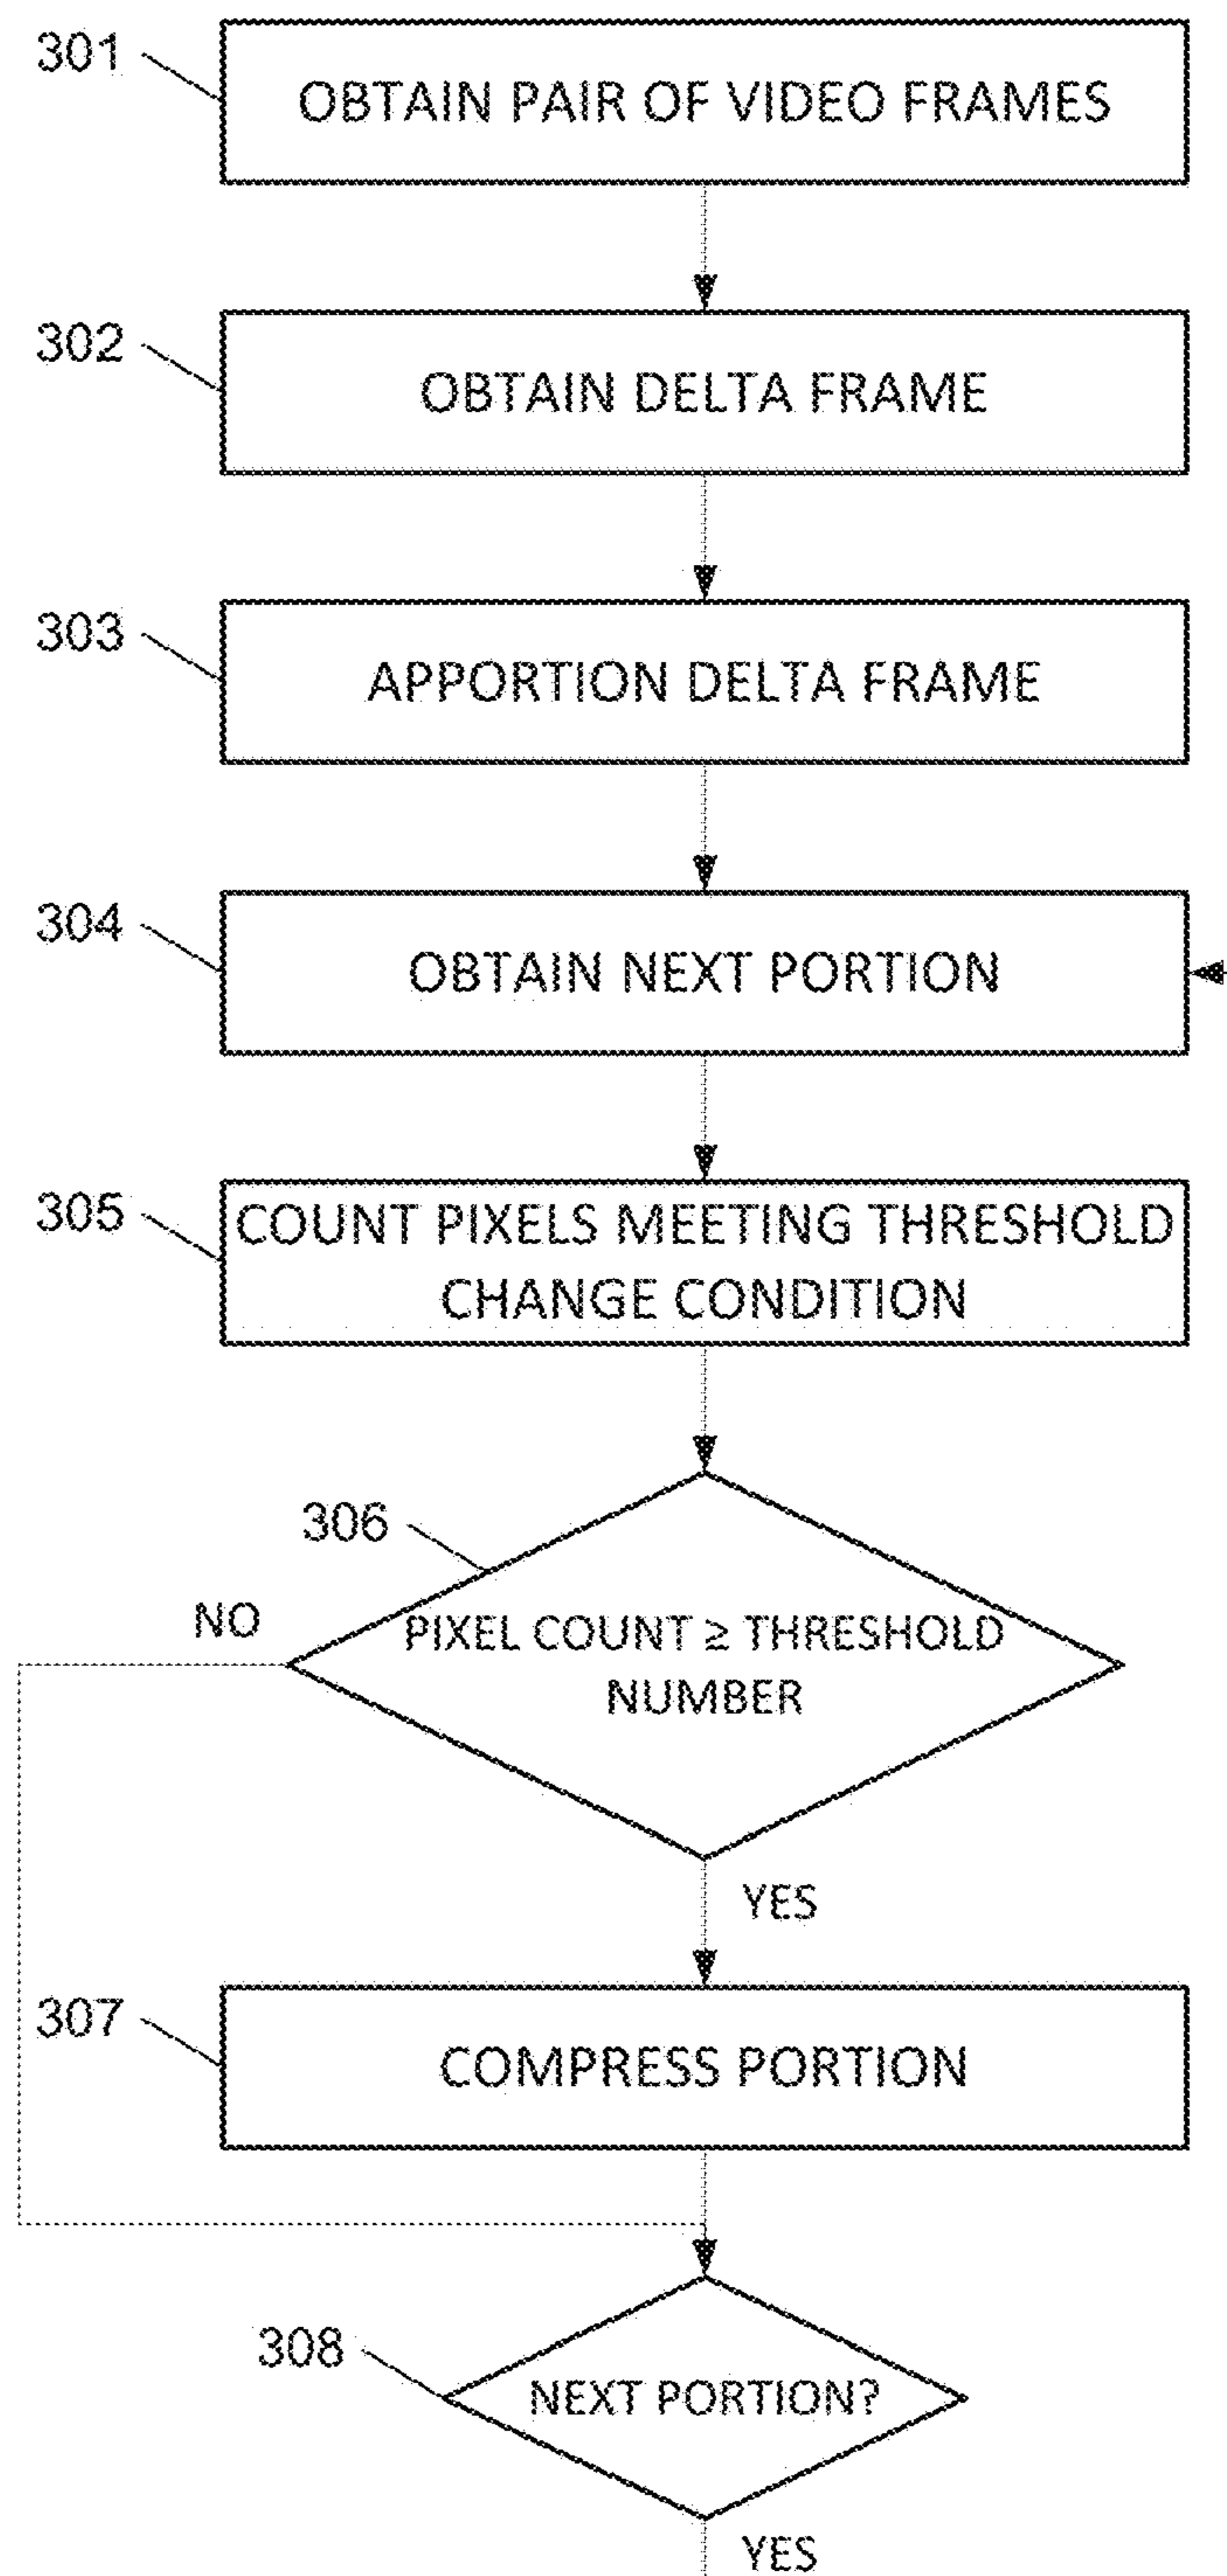 301
OBTAIN PAIR OF VIDEO FRAMES
302
OBTAIN DELTA FRAME
303
APPORTION DELTA FRAME
304
OBTAIN NEXT PORTION
305
COUNT PIXELS MEETING THRESHOLD
CHANGE CONDITION
306
NO
PIXEL COUNT ≥ THRESHOLD
NUMBER
YES
307
COMPRESS PORTION
308
NEXT PORTION?
YES